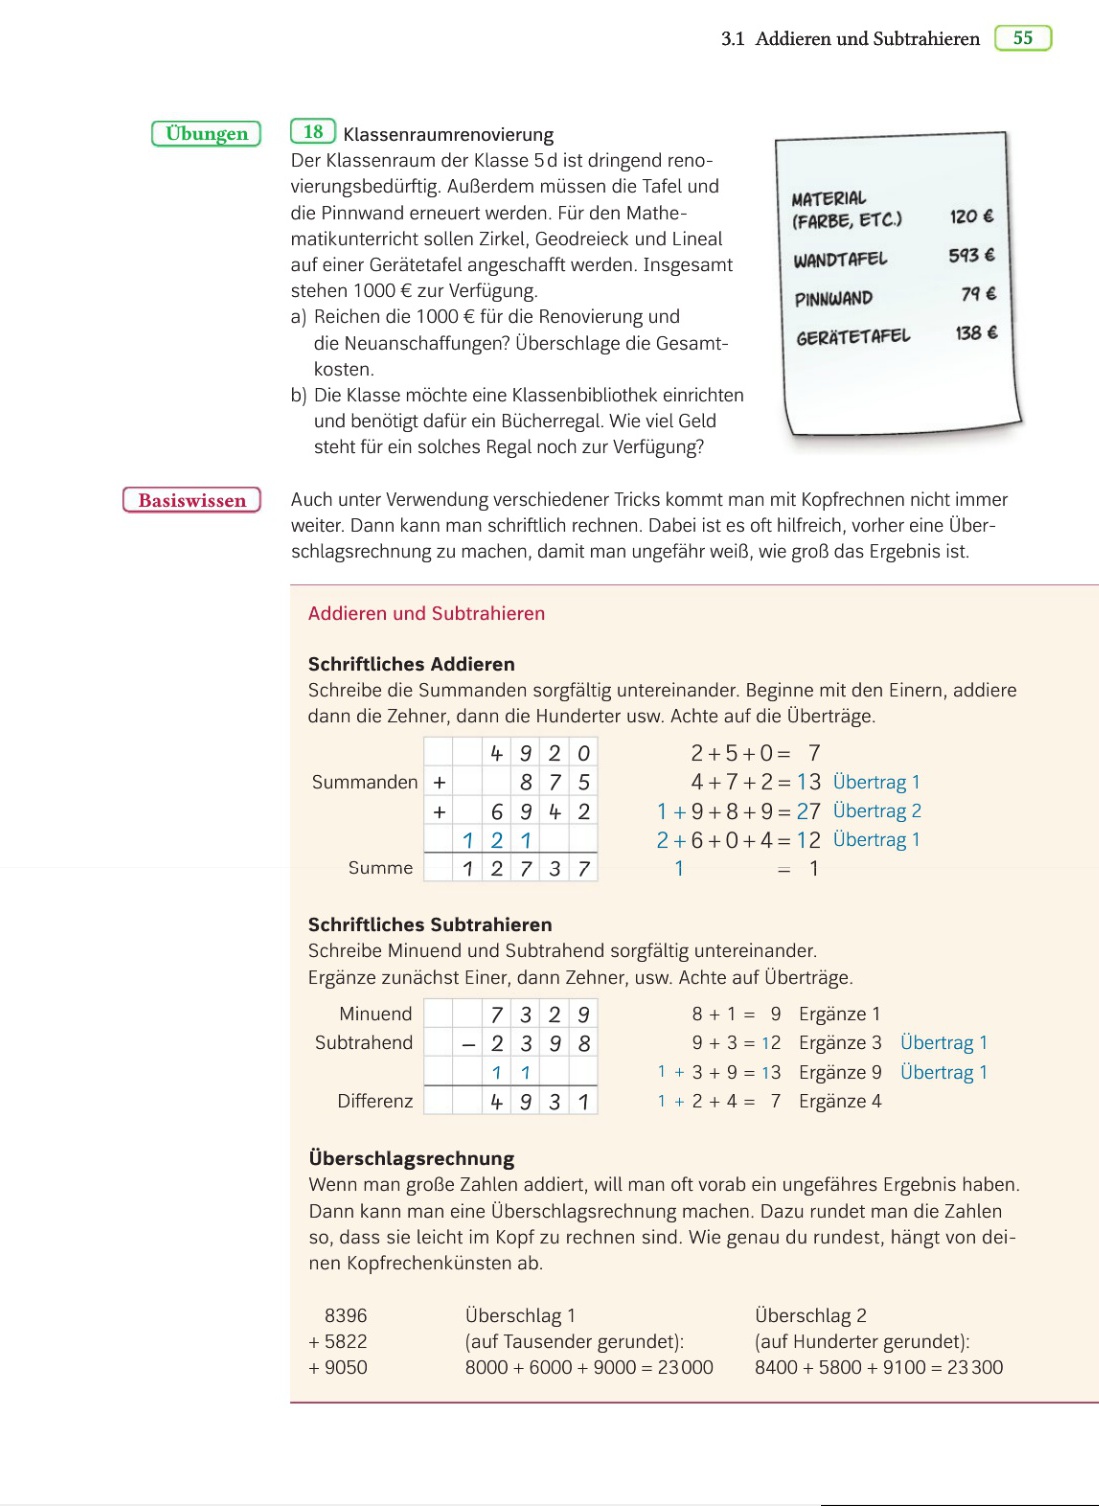 3.1 Addieren und Subtrahieren 55
Übungen
18 Klassenraumrenovierung
Der Klassenraum der Klasse 5d ist dringend reno-
vierungsbedürftig. Außerdem müssen die Tafel und
die Pinnwand erneuert werden. Für den Mathe-
matikunterricht sollen Zirkel, Geodreieck und Lineal
auf einer Gerätetafel angeschafft werden. Insgesamt
stehen 1000 € zur Verfügung.
a) Reichen die 1000 € für die Renovierung und
die Neuanschaffungen? Überschlage die Gesamt-
kosten.
b) Die Klasse möchte eine Klassenbibliothek einrichten
und benötigt dafür ein Bücherregal. Wie viel Geld
steht für ein solches Regal noch zur Verfügung?
MATERIAL
(FARBE, ETC.) 120 €
WANDTAFEL 593 €
PINNWAND 79 €
GERÄTETAFEL 138 €
Basiswissen
Auch unter Verwendung verschiedener Tricks kommt man mit Kopfrechnen nicht immer
weiter. Dann kann man schriftlich rechnen. Dabei ist es oft hilfreich, vorher eine Über-
schlagsrechnung zu machen, damit man ungefähr weiß, wie groß das Ergebnis ist.
Addieren und Subtrahieren
Schriftliches Addieren
Schreibe die Summanden sorgfältig untereinander. Beginne mit den Einern, addiere
dann die Zehner, dann die Hunderter usw. Achte auf die Überträge.
4 9 2 0 2 + 5 + 0 = 7
Summanden + 8 7 5 4 + 7 + 2 = 13 Übertrag 1
+ 6 9 4 2 1 + 9 + 8 + 9 = 27 Übertrag 2
1 2 1 2 + 6 + 0 + 4 = 12 Übertrag 1
Summe 1 2 7 3 7 1 = 1
Schriftliches Subtrahieren
Schreibe Minuend und Subtrahend sorgfältig untereinander.
Ergänze zunächst Einer, dann Zehner, usw. Achte auf Überträge.
Minuend 7 3 2 9 8 + 1 = 9 Ergänze 1
Subtrahend − 2 3 9 8 9 + 3 = 12 Ergänze 3 Übertrag 1
1 1 1 + 3 + 9 = 13 Ergänze 9 Übertrag 1
Differenz 4 9 3 1 1 + 2 + 4 = 7 Ergänze 4
Überschlagsrechnung
Wenn man große Zahlen addiert, will man oft vorab ein ungefähres Ergebnis haben.
Dann kann man eine Überschlagsrechnung machen. Dazu rundet man die Zahlen
so, dass sie leicht im Kopf zu rechnen sind. Wie genau du rundest, hängt von dei-
nen Kopfrechenkünsten ab.
8396 Überschlag 1 Überschlag 2
+ 5822 (auf Tausender gerundet): (auf Hunderter gerundet):
+ 9050 8000 + 6000 + 9000 = 23 000 8400 + 5800 + 9100 = 23 300